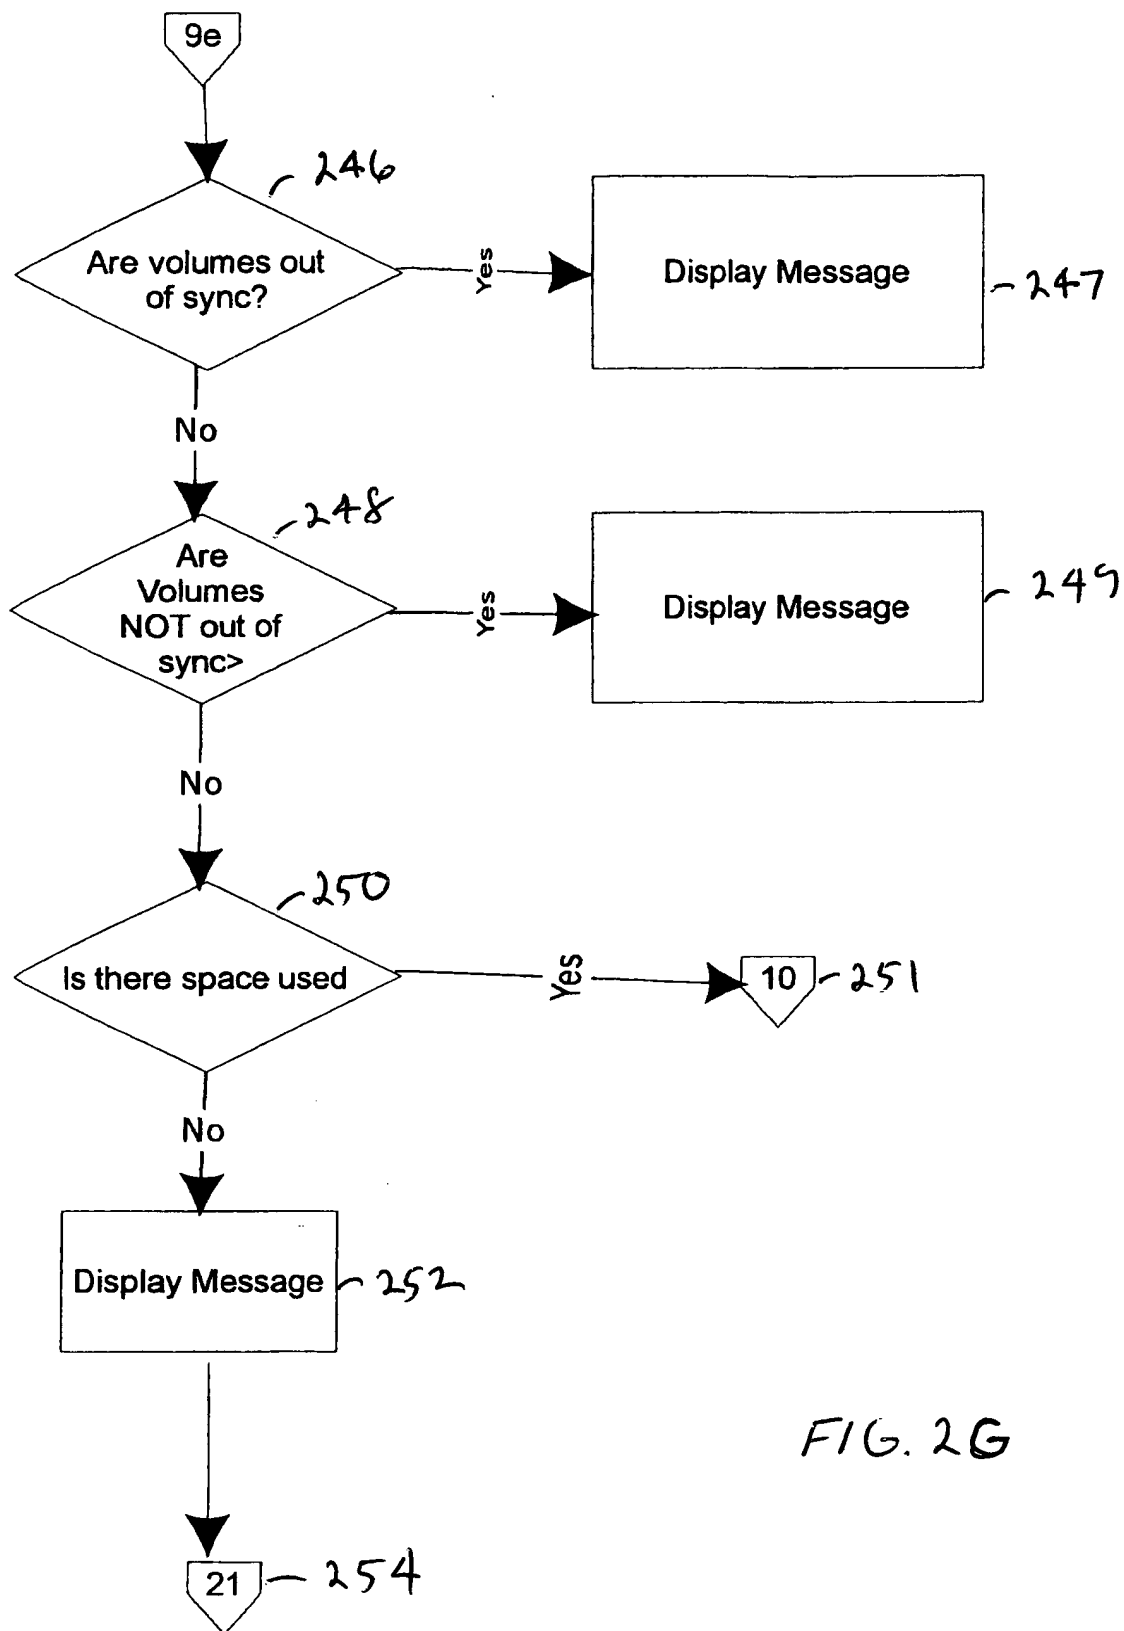 9e
246
Are volumes out
of sync?
Yes
Display Message
247
No
248
Are
Volumes
NOT out of
sync>
Yes
Display Message
249
No
250
Is there space used
Yes
10
251
No
Display Message
252
FIG. 2G
21
254